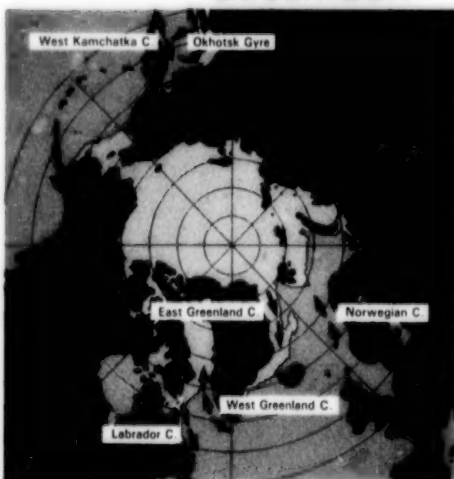 West Kamchatka C.
Okhotsk Gyre
East Greenland C.
Norwegian C.
West Greenland C.
Labrador C.